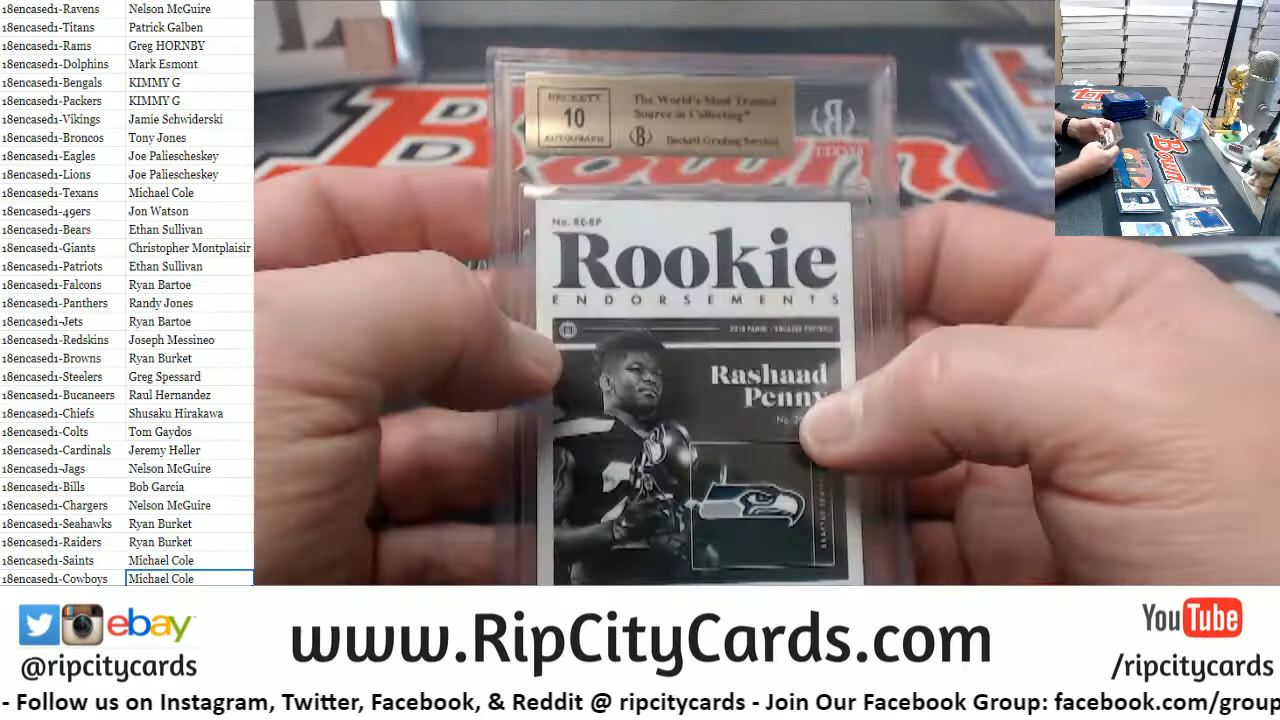 18encased1-Ravens Nelson McGuire
18encased1-Titans Patrick Galben
18encased1-Rams Greg HORNBY
18encased1-Dolphins Mark Esmont
18encased1-Bengals KIMMY G
18encased1-Packers KIMMY G
18encased1-Vikings Jamie Schwiderski
18encased1-Broncos Tony Jones
18encased1-Eagles Joe Paliescheskey
18encased1-Lions Joe Paliescheskey
18encased1-Texans Michael Cole
18encased1-49ers Jon Watson
18encased1-Bears Ethan Sullivan
18encased1-Giants Christopher Montplaisir
18encased1-Patriots Ethan Sullivan
18encased1-Falcons Ryan Bartoe
18encased1-Panthers Randy Jones
18encased1-Jets Ryan Bartoe
18encased1-Redskins Joseph Messineo
18encased1-Browns Ryan Burket
18encased1-Steelers Greg Spessard
18encased1-Bucaneers Raul Hernandez
18encased1-Chiefs Shusaku Hirakawa
18encased1-Colts Tom Gaydos
18encased1-Cardinals Jeremy Heller
18encased1-Jags Nelson McGuire
18encased1-Bills Bob Garcia
18encased1-Chargers Nelson McGuire
18encased1-Seahawks Ryan Burket
18encased1-Raiders Ryan Burket
18encased1-Saints Michael Cole
18encased1-Cowboys Michael Cole
BECKETT
10
AUTOGRAPH
The World's Most Trusted
Source in Collecting®
Beckett Grading Services
No. RE-RP
Rookie
ENDORSEMENTS
2018 PANINI - ENCASED FOOTBALL
Rashaad
Penny
No.
ebay
@ripcitycards
www.RipCityCards.com
YouTube
/ripcitycards
- Follow us on Instagram, Twitter, Facebook, & Reddit @ ripcitycards - Join Our Facebook Group: facebook.com/group